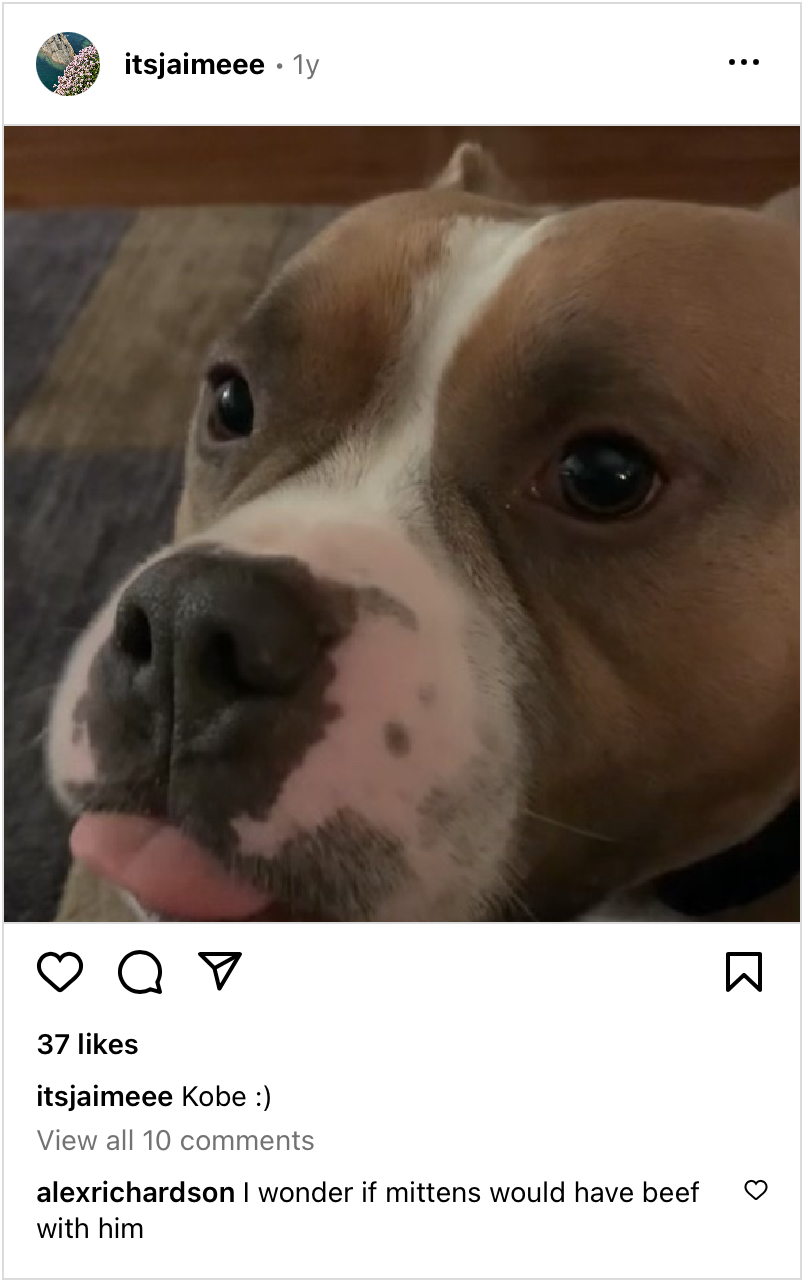 itsjaimeee • 1y
37 likes
itsjaimeee Kobe :)
View all 10 comments
alexrichardson I wonder if mittens would have beef
with him